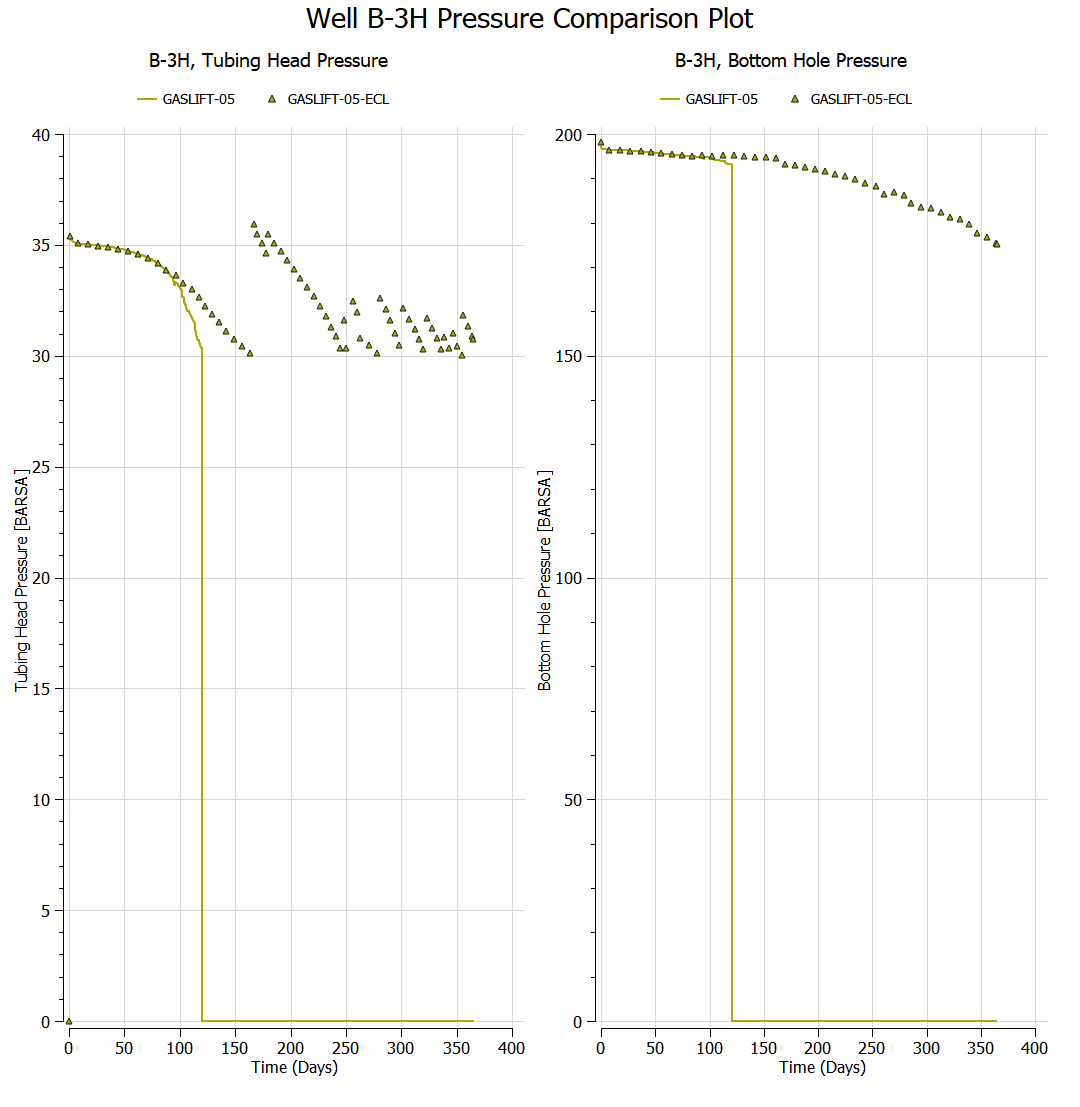 Well B-3H Pressure Comparison Plot
B-3H, Tubing Head Pressure
GASLIFT-05 GASLIFT-05-ECL
40
35
30
25
20
15
10
5
0
Tubing Head Pressure [BARSA]
0 50 100 150 200 250 300 350 400
Time (Days)
B-3H, Bottom Hole Pressure
GASLIFT-05 GASLIFT-05-ECL
200
150
100
50
0
Bottom Hole Pressure [BARSA]
0 50 100 150 200 250 300 350 400
Time (Days)